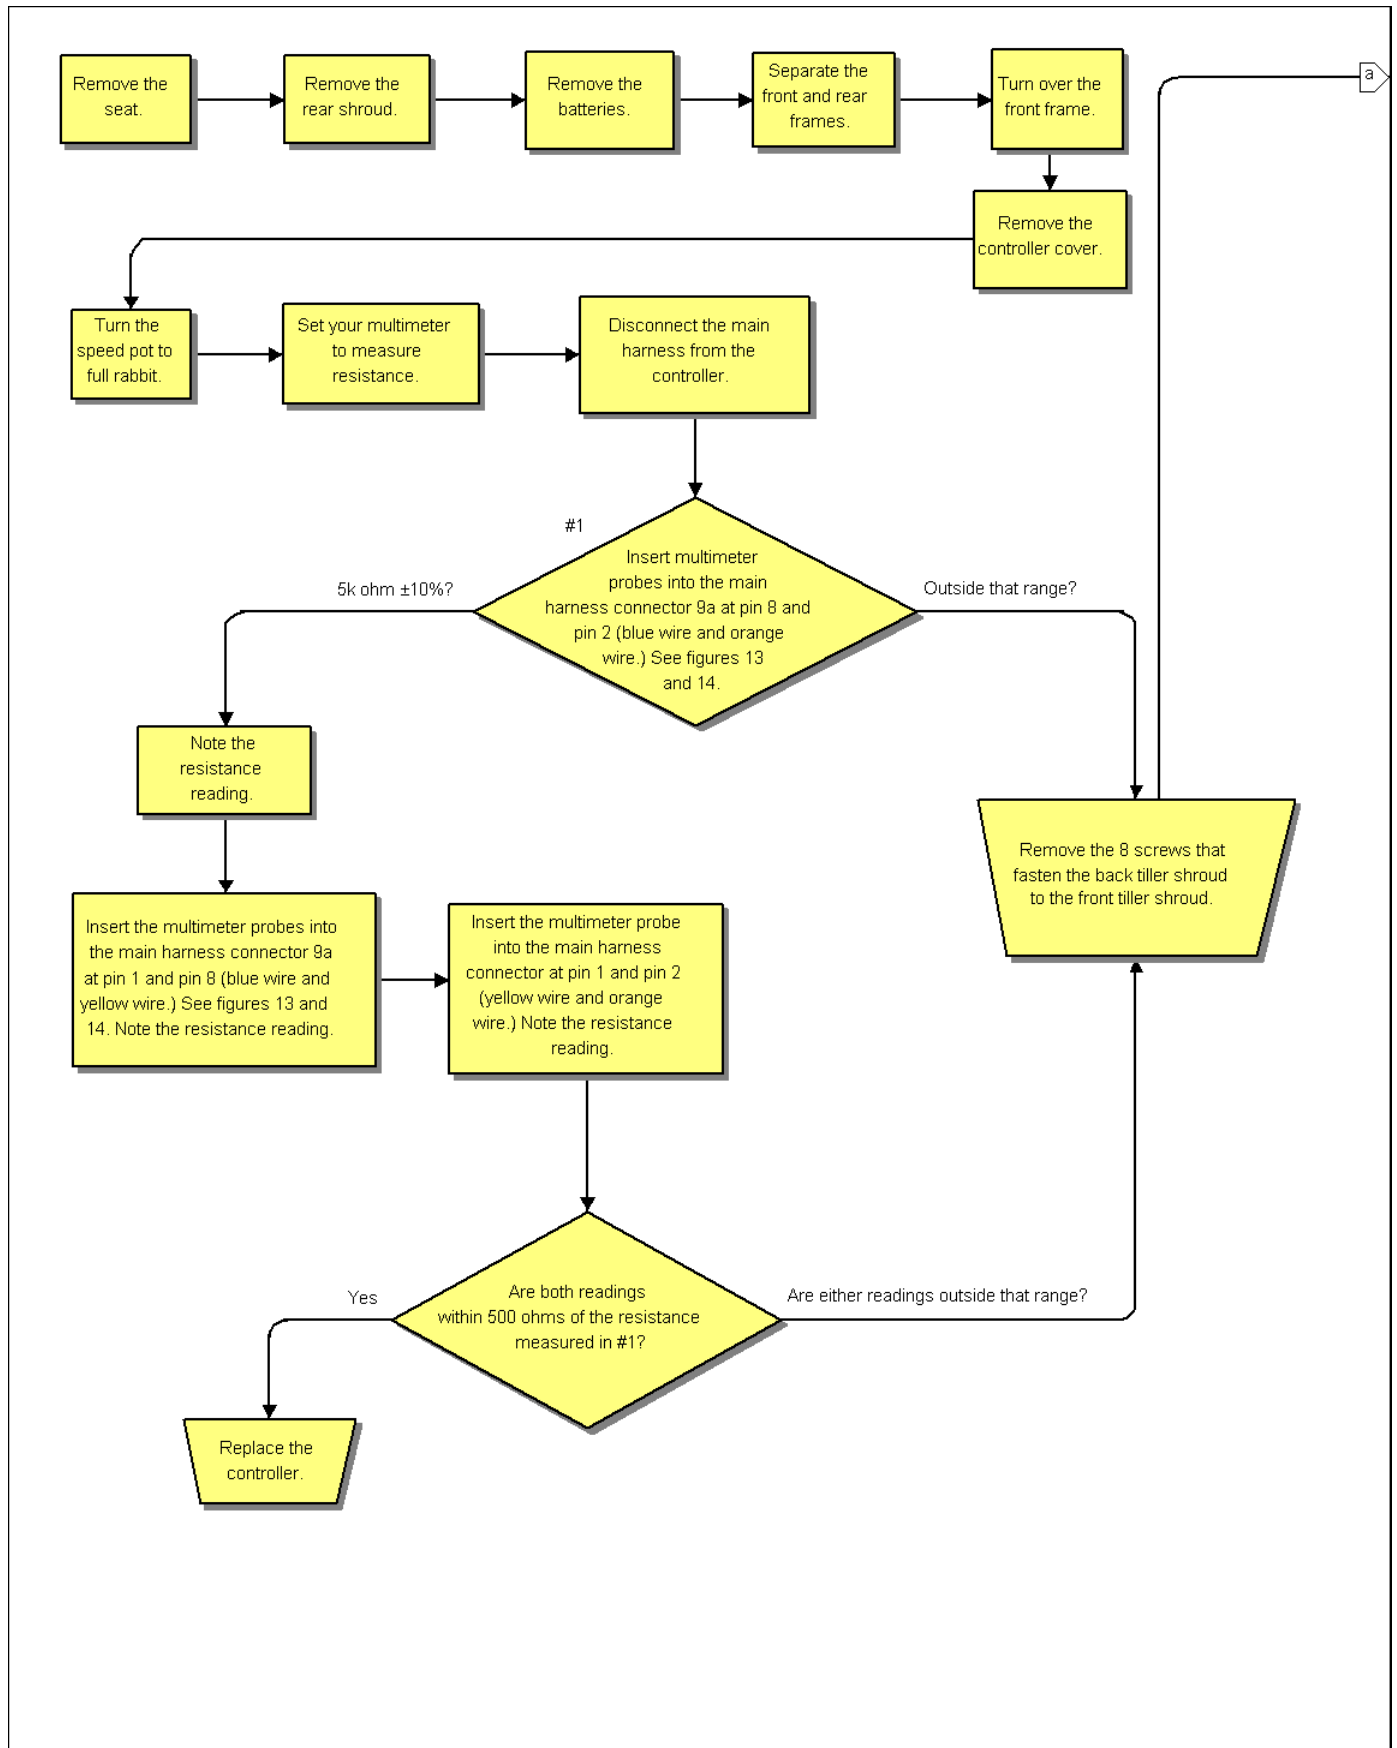 Remove the
seat.
Remove the
rear shroud.
Remove the
batteries.
Separate the
front and rear
frames.
Turn over the
front frame.
a
Remove the
controller cover.
Turn the
speed pot to
full rabbit.
Set your multimeter
to measure
resistance.
Disconnect the main
harness from the
controller.
#1
Insert multimeter
probes into the main
harness connector 9a at pin 8 and
pin 2 (blue wire and orange
wire.) See figures 13
and 14.
5k ohm ±10%?
Outside that range?
Note the
resistance
reading.
Remove the 8 screws that
fasten the back tiller shroud
to the front tiller shroud.
Insert the multimeter probes into
the main harness connector 9a
at pin 1 and pin 8 (blue wire and
yellow wire.) See figures 13 and
14. Note the resistance reading.
Insert the multimeter probe
into the main harness
connector at pin 1 and pin 2
(yellow wire and orange
wire.) Note the resistance
reading.
Are both readings
within 500 ohms of the resistance
measured in #1?
Yes
Are either readings outside that range?
Replace the
controller.